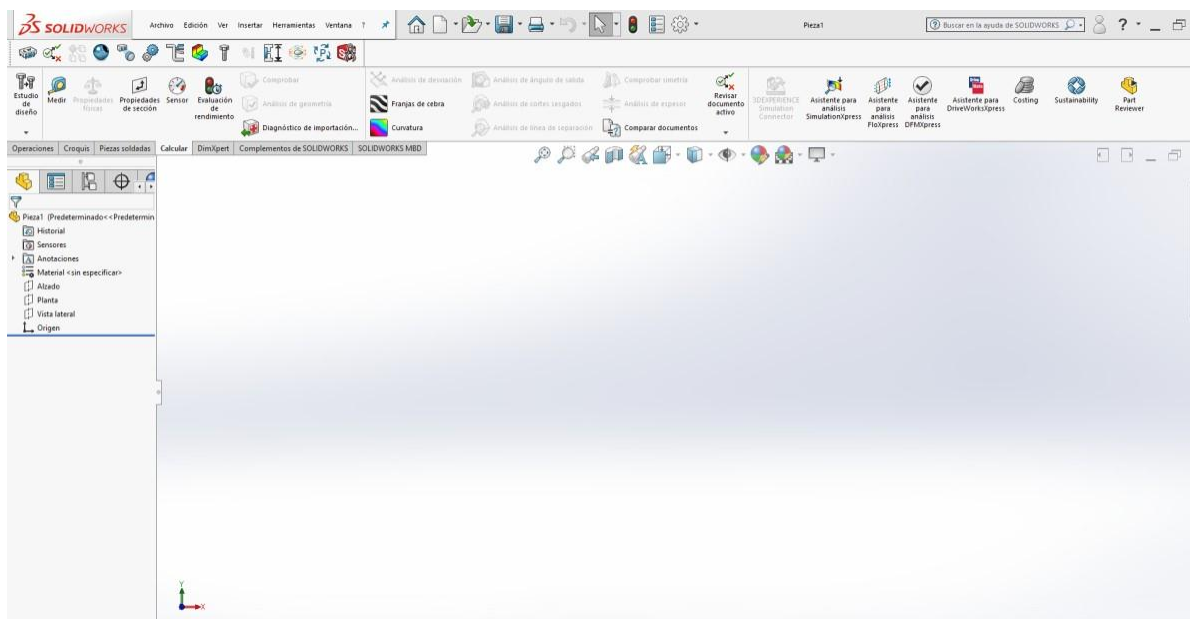 SOLIDWORKS Archivo Edición Ver Insertar Herramientas Ventana ? Pieza1 Buscar en la ayuda de SOLIDWORKS ?
Estudio de diseño
Medir
Propiedades físicas
Propiedades de sección
Sensor
Evaluación de rendimiento
Comprobar
Análisis de geometría
Diagnóstico de importación...
Análisis de desviación
Franjas de cebra
Curvatura
Análisis de ángulo de salida
Análisis de cortes sesgados
Análisis de línea de separación
Comprobar simetría
Análisis de espesor
Comparar documentos
Revisar documento activo
3DEXPERIENCE Simulation Connector
Asistente para análisis SimulationXpress
Asistente para análisis FloXpress
Asistente para análisis DFMXpress
Asistente para DriveWorksXpress
Costing
Sustainability
Part Reviewer
Operaciones Croquis Piezas soldadas Calcular DimXpert Complementos de SOLIDWORKS SOLIDWORKS MBD
Pieza1 (Predeterminado<<Predetermin
Historial
Sensores
Anotaciones
Material <sin especificar>
Alzado
Planta
Vista lateral
Origen
Y
X